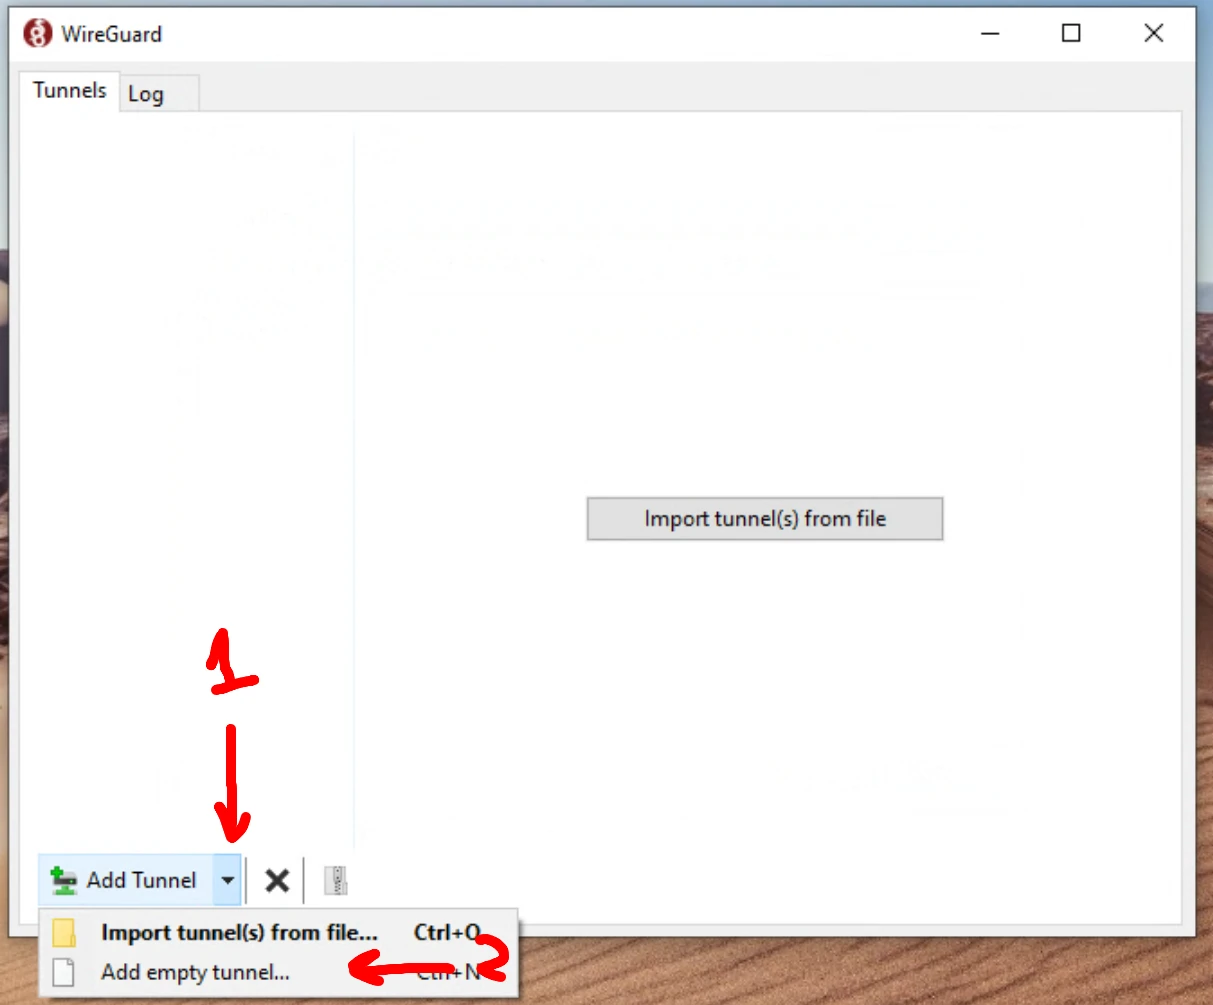 WireGuard
Tunnels Log
Import tunnel(s) from file
1
Add Tunnel
Import tunnel(s) from file... Ctrl+O
2
Add empty tunnel... Ctrl+N